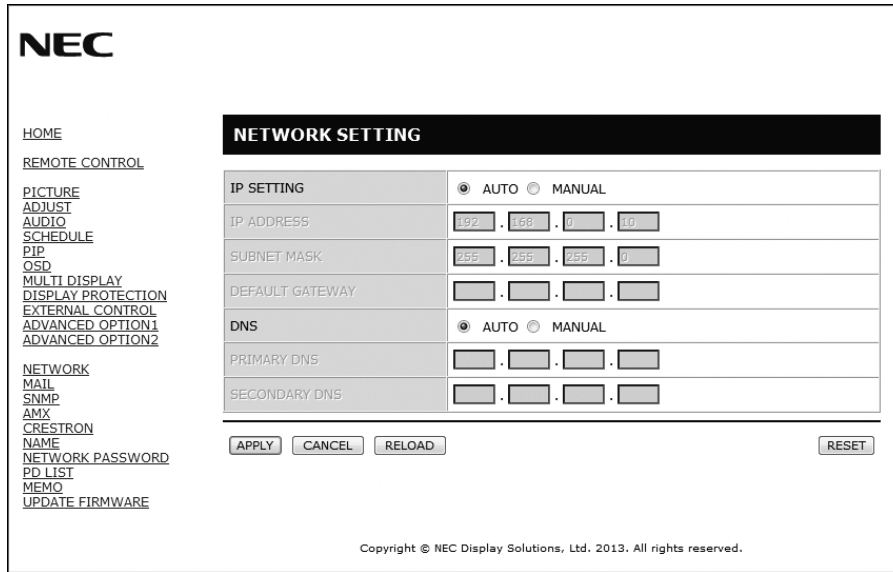 NEC
HOME
REMOTE CONTROL
PICTURE
ADJUST
AUDIO
SCHEDULE
PIP
OSD
MULTI DISPLAY
DISPLAY PROTECTION
EXTERNAL CONTROL
ADVANCED OPTION1
ADVANCED OPTION2
NETWORK
MAIL
SNMP
AMX
CRESTRON
NAME
NETWORK PASSWORD
PD LIST
MEMO
UPDATE FIRMWARE
NETWORK SETTING
IP SETTING AUTO MANUAL
IP ADDRESS 192 . 168 . 0 . 10
SUBNET MASK 255 . 255 . 255 . 0
DEFAULT GATEWAY . . .
DNS AUTO MANUAL
PRIMARY DNS . . .
SECONDARY DNS . . .
APPLY CANCEL RELOAD RESET
Copyright © NEC Display Solutions, Ltd. 2013. All rights reserved.